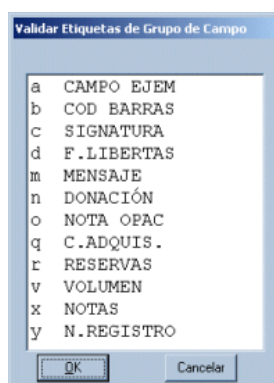 Validar Etiquetas de Grupo de Campo
a CAMPO EJEM
b COD BARRAS
c SIGNATURA
d F.LIBERTAS
m MENSAJE
n DONACIÓN
o NOTA OPAC
q C.ADQUIS.
r RESERVAS
v VOLUMEN
x NOTAS
y N.REGISTRO
OK Cancelar